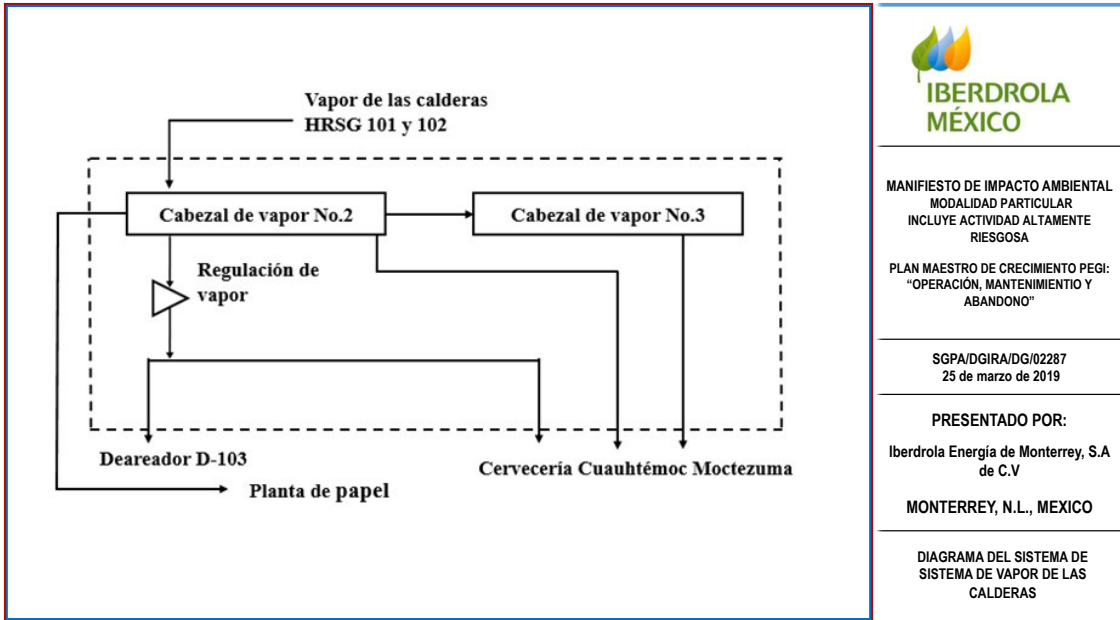 Vapor de las calderas
HRSG 101 y 102
Cabezal de vapor No.2
Cabezal de vapor No.3
Regulación de
vapor
Deareador D-103
Cervecería Cuauhtémoc Moctezuma
Planta de papel
IBERDROLA
MÉXICO
MANIFIESTO DE IMPACTO AMBIENTAL
MODALIDAD PARTICULAR
INCLUYE ACTIVIDAD ALTAMENTE
RIESGOSA
PLAN MAESTRO DE CRECIMIENTO PEGI:
“OPERACIÓN, MANTENIMIENTIO Y
ABANDONO”
SGPA/DGIRA/DG/02287
25 de marzo de 2019
PRESENTADO POR:
Iberdrola Energía de Monterrey, S.A
de C.V
MONTERREY, N.L., MEXICO
DIAGRAMA DEL SISTEMA DE
SISTEMA DE VAPOR DE LAS
CALDERAS